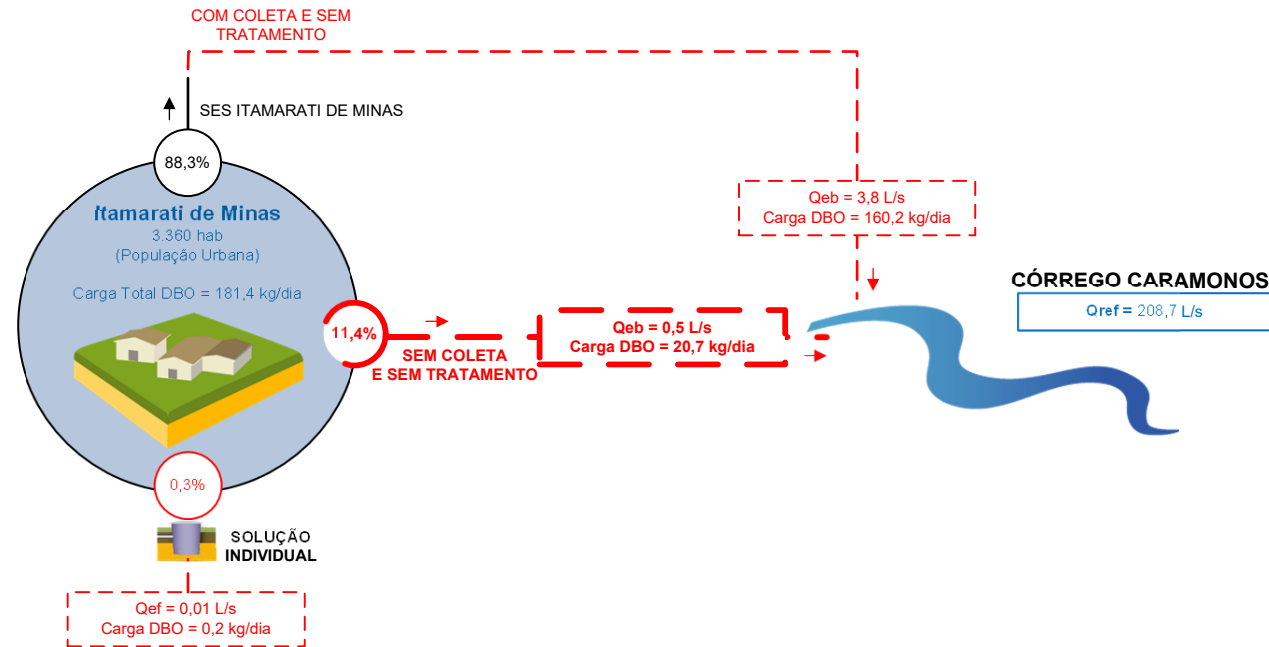 COM COLETA E SEM
TRATAMENTO
SES ITAMARATI DE MINAS
88,3%
Itamarati de Minas
3.360 hab
(População Urbana)
Carga Total DBO = 181,4 kg/dia
Qeb = 3,8 L/s
Carga DBO = 160,2 kg/dia
CÓRREGO CARAMONOS
Qref = 208,7 L/s
11,4%
SEM COLETA
E SEM TRATAMENTO
Qeb = 0,5 L/s
Carga DBO = 20,7 kg/dia
0,3%
SOLUÇÃO
INDIVIDUAL
Qef = 0,01 L/s
Carga DBO = 0,2 kg/dia